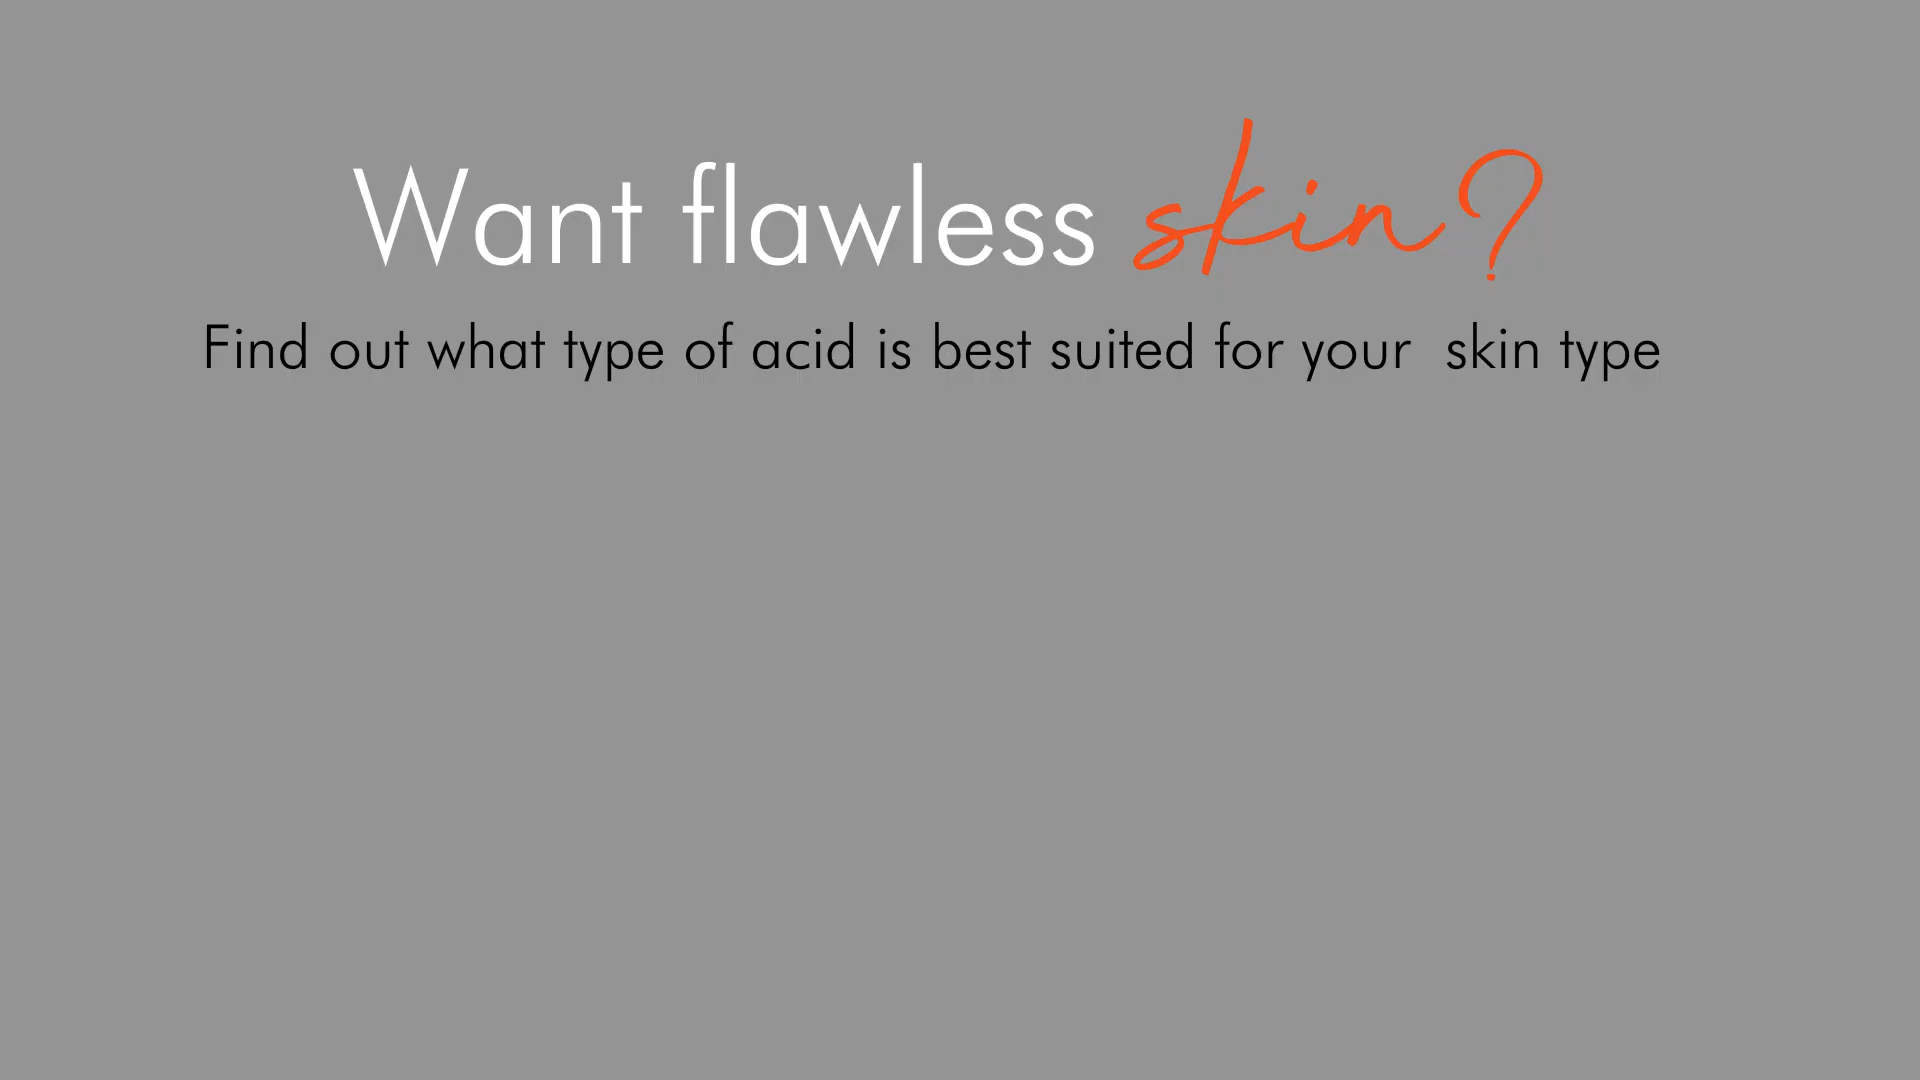 Want flawless skin?
Find out what type of acid is best suited for your  skin type